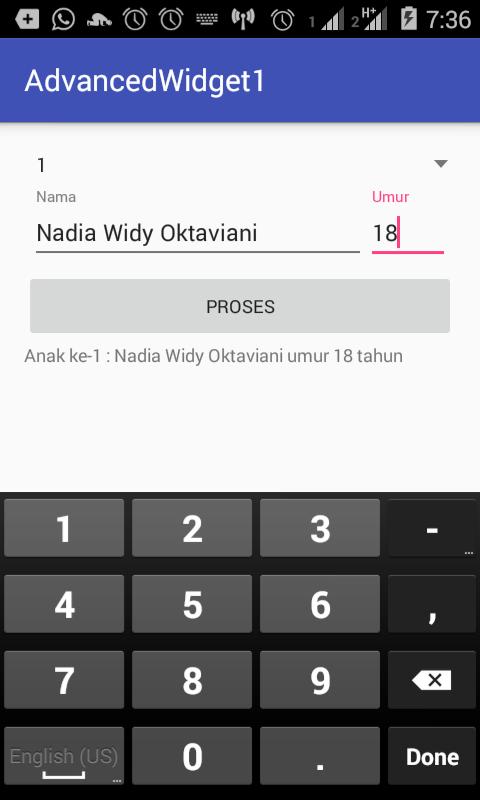 1 2 H+ 7:36
AdvancedWidget1
1
Nama Umur
Nadia Widy Oktaviani 18
PROSES
Anak ke-1 : Nadia Widy Oktaviani umur 18 tahun
1 2 3 -
...
4 5 6 ,
7 8 9
English (US) 0 . Done
...